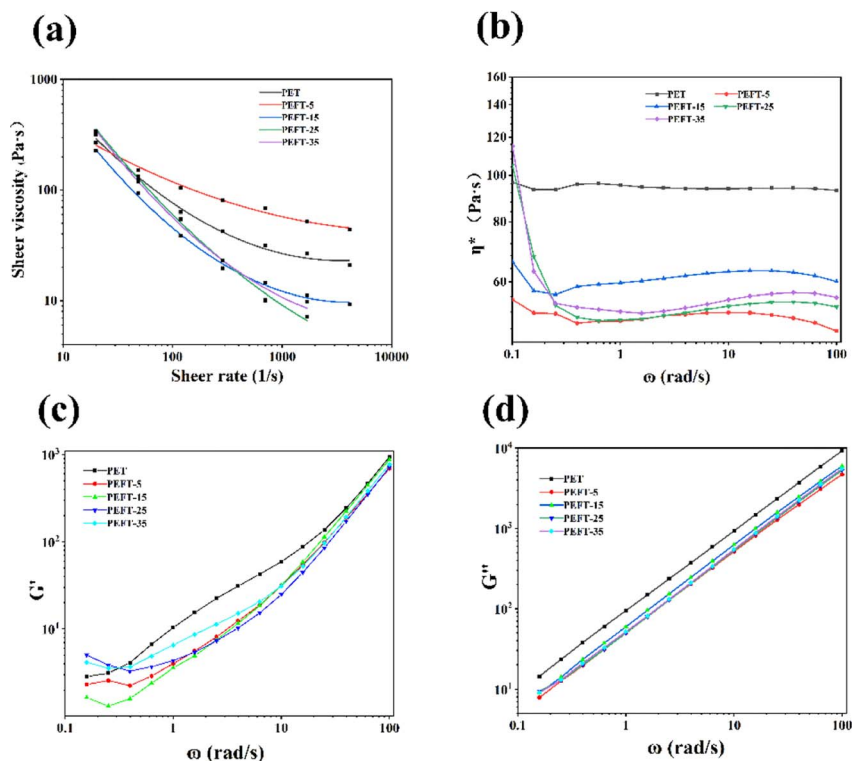 (a)
1000
100
10
10
100
1000
10000
Sheer viscosity (Pa·s)
Sheer rate (1/s)
PET
PEFT-5
PEFT-15
PEFT-25
PEFT-35
(b)
160
140
120
100
80
60
0.1
1
10
100
η* (Pa·s)
ω (rad/s)
PET
PEFT-5
PEFT-15
PEFT-25
PEFT-35
(c)
10³
10²
10¹
0.1
1
10
100
G'
ω (rad/s)
PET
PEFT-5
PEFT-15
PEFT-25
PEFT-35
(d)
10⁴
10³
10²
10¹
0.1
1
10
100
G''
ω (rad/s)
PET
PEFT-5
PEFT-15
PEFT-25
PEFT-35